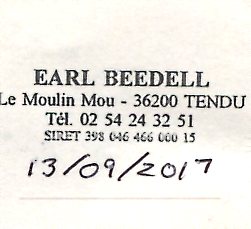 EARL BEEDELL
Le Moulin Mou - 36200 TENDU
Tél. 02 54 24 32 51
SIRET 398 046 466 000 15
13/09/2017